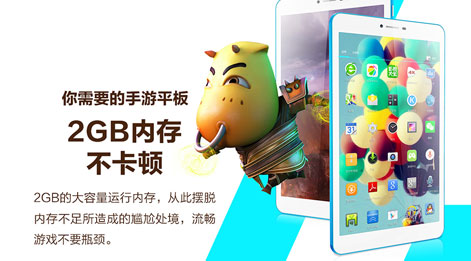 你需要的手游平板
2GB内存
不卡顿
2GB的大容量运行内存，从此摆脱
内存不足所造成的尴尬处境，流畅
游戏不要瓶颈。